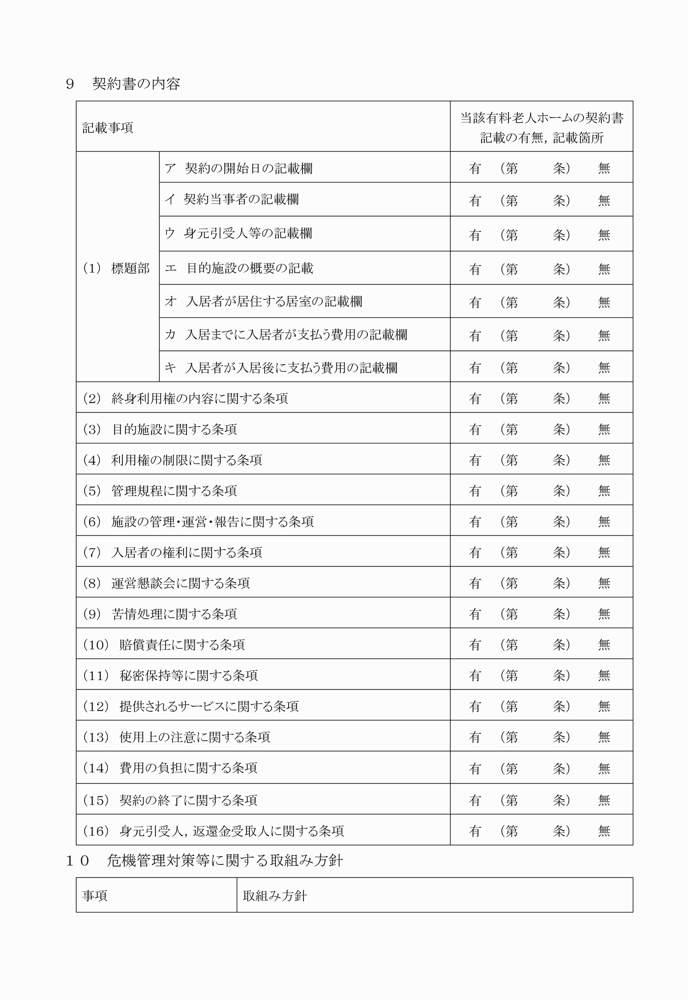 ９　契約書の内容
記載事項
当該有料老人ホームの契約書
記載の有無，記載箇所
ア　契約の開始日の記載欄　有　（第　　条）　無
イ　契約当事者の記載欄　有　（第　　条）　無
ウ　身元引受人等の記載欄　有　（第　　条）　無
（1）　標題部　エ　目的施設の概要の記載　有　（第　　条）　無
オ　入居者が居住する居室の記載欄　有　（第　　条）　無
カ　入居までに入居者が支払う費用の記載欄　有　（第　　条）　無
キ　入居者が入居後に支払う費用の記載欄　有　（第　　条）　無
（2）　終身利用権の内容に関する条項　有　（第　　条）　無
（3）　目的施設に関する条項　有　（第　　条）　無
（4）　利用権の制限に関する条項　有　（第　　条）　無
（5）　管理規程に関する条項　有　（第　　条）　無
（6）　施設の管理・運営・報告に関する条項　有　（第　　条）　無
（7）　入居者の権利に関する条項　有　（第　　条）　無
（8）　運営懇談会に関する条項　有　（第　　条）　無
（9）　苦情処理に関する条項　有　（第　　条）　無
（10）　賠償責任に関する条項　有　（第　　条）　無
（11）　秘密保持等に関する条項　有　（第　　条）　無
（12）　提供されるサービスに関する条項　有　（第　　条）　無
（13）　使用上の注意に関する条項　有　（第　　条）　無
（14）　費用の負担に関する条項　有　（第　　条）　無
（15）　契約の終了に関する条項　有　（第　　条）　無
（16）　身元引受人，返還金受取人に関する条項　有　（第　　条）　無
１０　危機管理対策等に関する取組み方針
事項　取組み方針